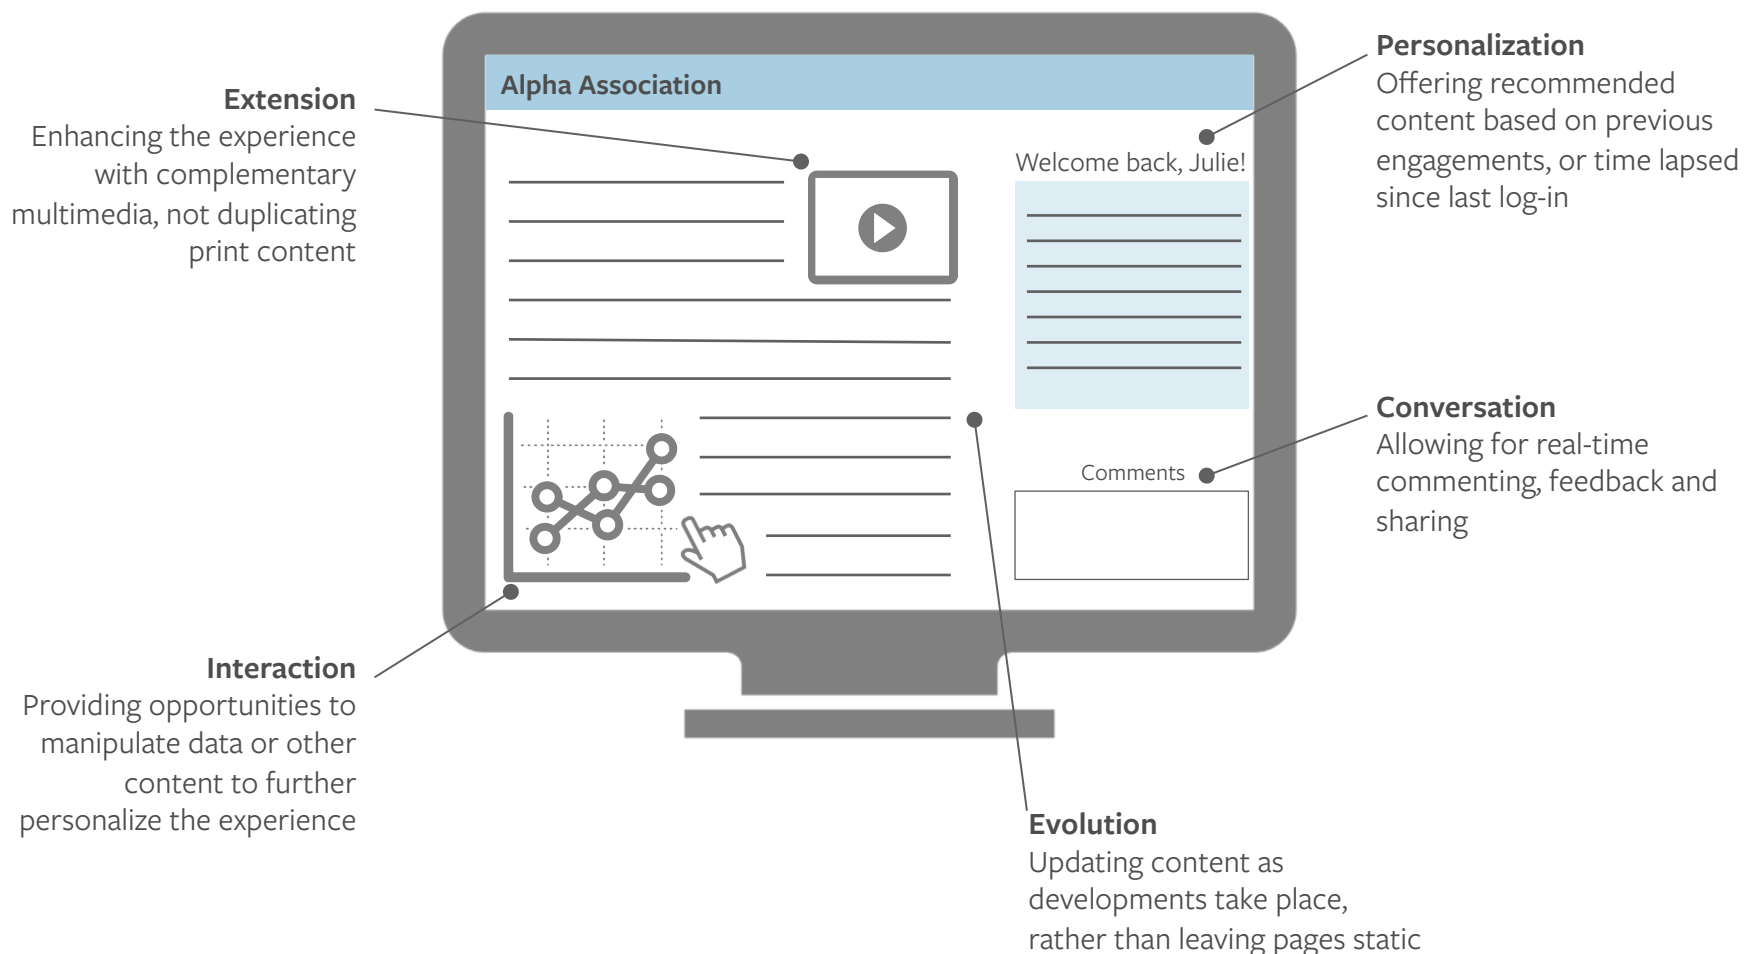 Alpha Association
Welcome back, Julie!
Comments
Extension
Enhancing the experience
with complementary
multimedia, not duplicating
print content
Personalization
Offering recommended
content based on previous
engagements, or time lapsed
since last log-in
Conversation
Allowing for real-time
commenting, feedback and
sharing
Interaction
Providing opportunities to
manipulate data or other
content to further
personalize the experience
Evolution
Updating content as
developments take place,
rather than leaving pages static